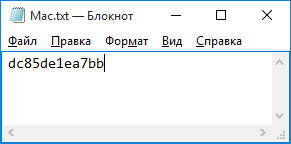 Mac.txt — Блокнот
Файл Правка Формат Вид Справка
dc85de1ea7bb